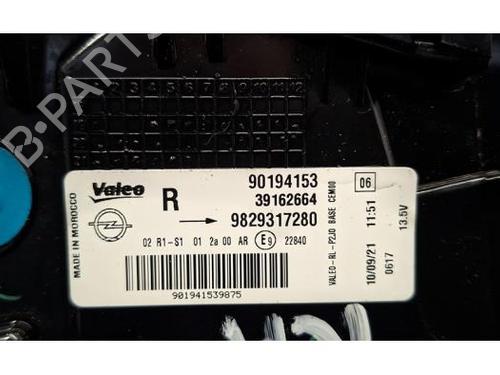 1 2 3 4 5 6 7 8 9 10 11 12
Valeo
R
90194153
39162664
9829317280
02 R1-S1 01 2a 00 AR E9 22840
901941539875
MADE IN MOROCCO
VALEO-RL-P2JO BASE CEM00
06
10/09/21 11:51
0617 13.5V
B-PARTS